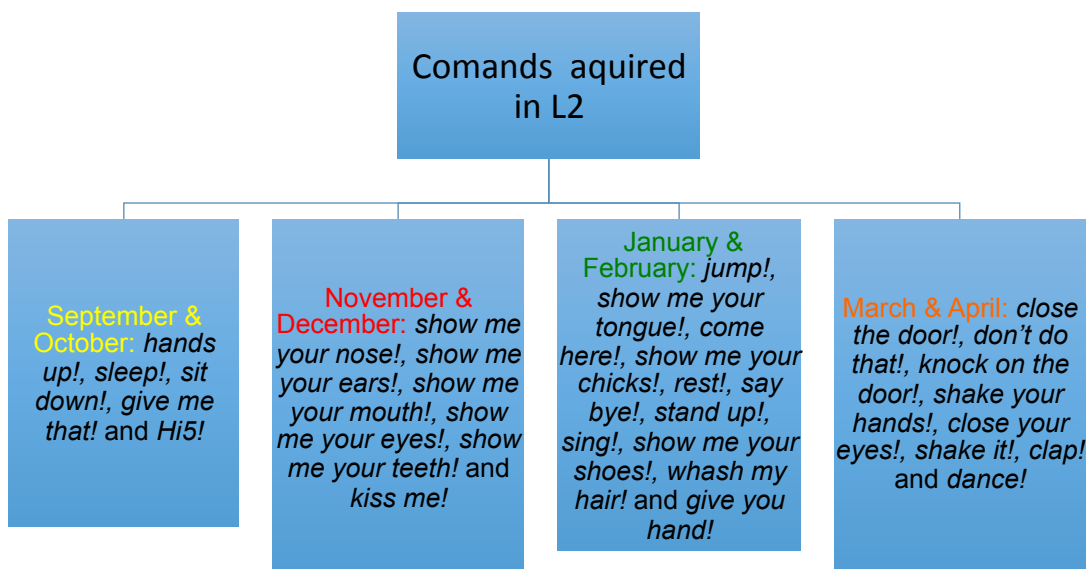 Comands aquired
in L2
September &
October: hands
up!, sleep!, sit
down!, give me
that! and Hi5!
November &
December: show me
your nose!, show me
your ears!, show me
your mouth!, show
me your eyes!, show
me your teeth! and
kiss me!
January &
February: jump!,
show me your
tongue!, come
here!, show me your
chicks!, rest!, say
bye!, stand up!,
sing!, show me your
shoes!, whash my
hair! and give you
hand!
March & April: close
the door!, don’t do
that!, knock on the
door!, shake your
hands!, close your
eyes!, shake it!, clap!
and dance!